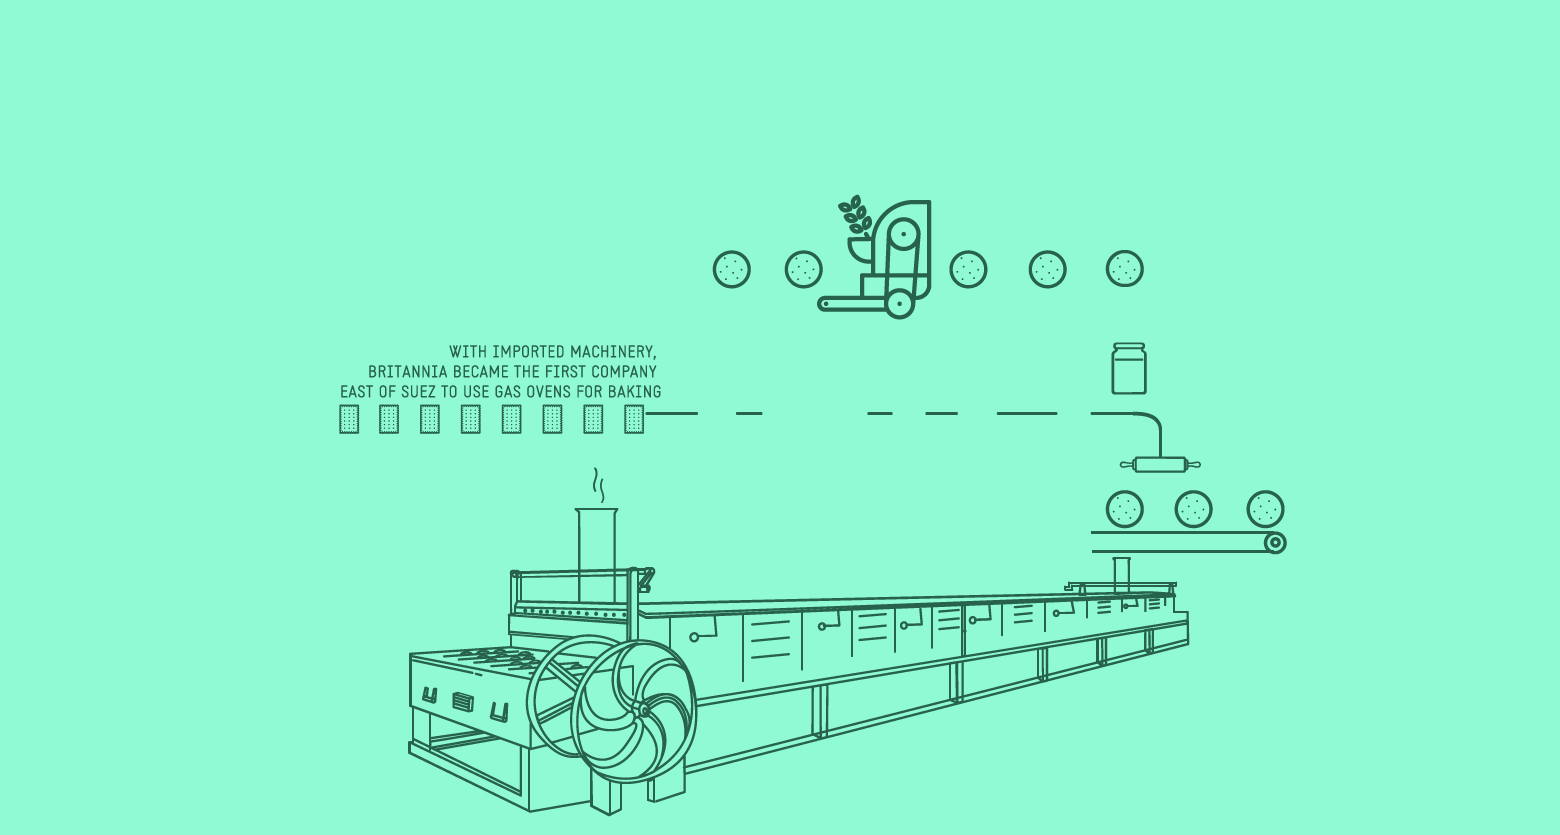 WITH IMPORTED MACHINERY,
BRITANNIA BECAME THE FIRST COMPANY
EAST OF SUEZ TO USE GAS OVENS FOR BAKING